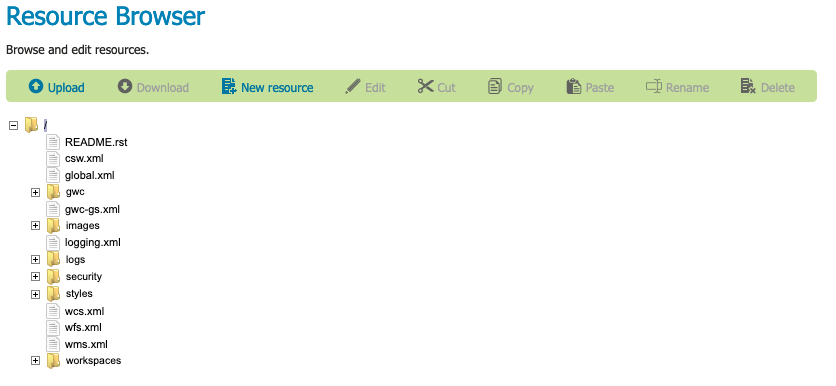 Resource Browser
Browse and edit resources.
Upload Download New resource Edit Cut Copy Paste Rename Delete
/
README.rst
csw.xml
global.xml
gwc
gwc-gs.xml
images
logging.xml
logs
security
styles
wcs.xml
wfs.xml
wms.xml
workspaces